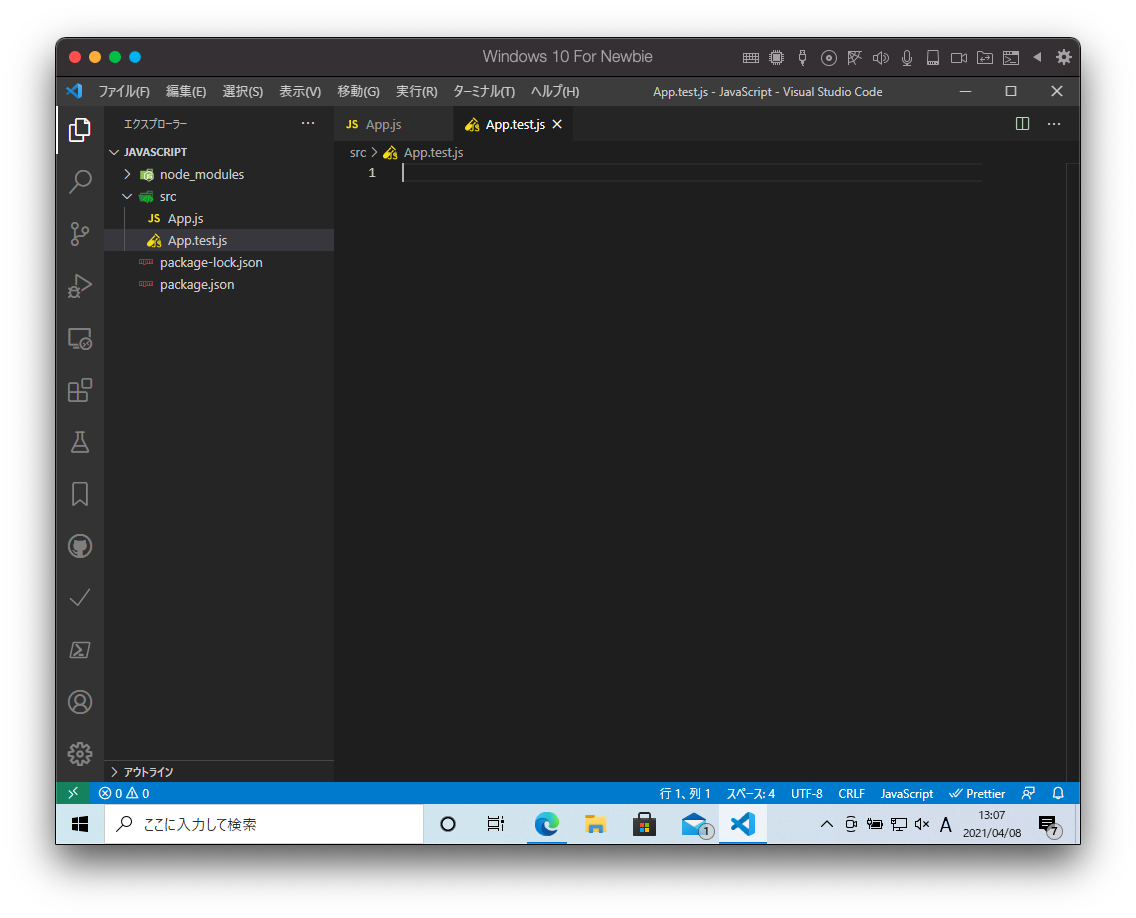 Windows 10 For Newbie
ファイル(F) 編集(E) 選択(S) 表示(V) 移動(G) 実行(R) ターミナル(T) ヘルプ(H) App.test.js - JavaScript - Visual Studio Code
エクスプローラー
JS App.js App.test.js
JAVASCRIPT
src App.test.js
node_modules
1
src
JS App.js
App.test.js
package-lock.json
package.json
アウトライン
0 0 行 1、列 1 スペース: 4 UTF-8 CRLF JavaScript Prettier
ここに入力して検索
1
A
13:07
2021/04/08
7